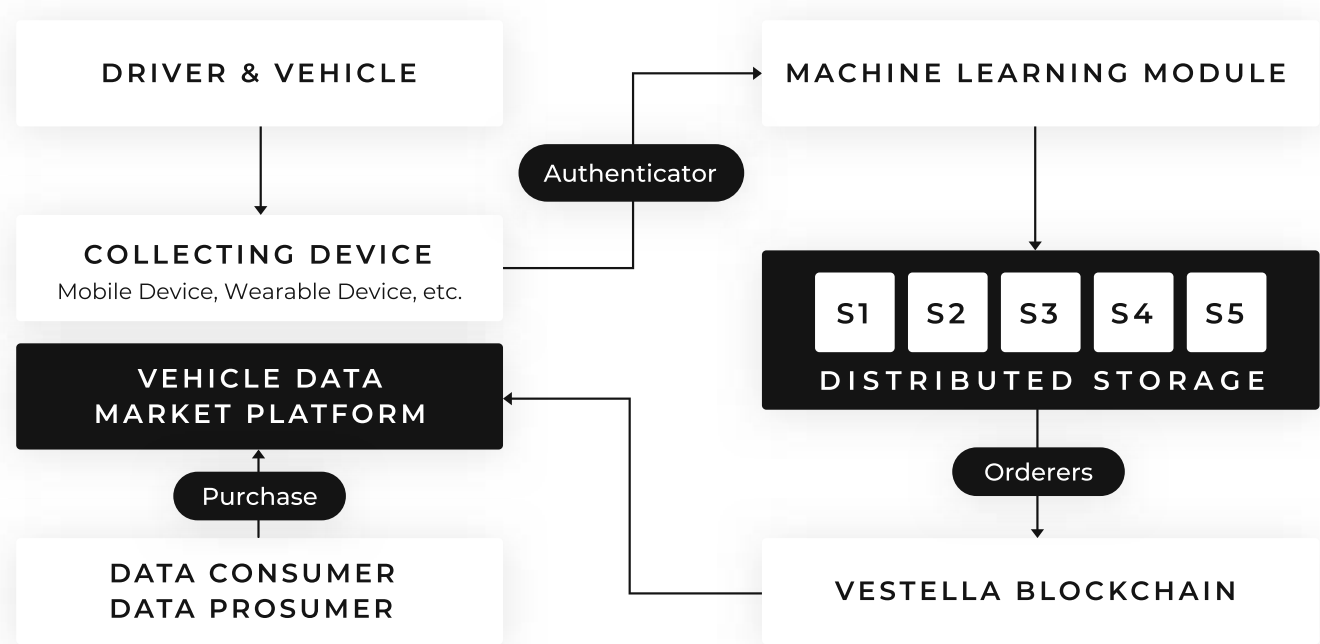 DRIVER & VEHICLE
MACHINE LEARNING MODULE
Authenticator
COLLECTING DEVICE
Mobile Device, Wearable Device, etc.
S1 S2 S3 S4 S5
DISTRIBUTED STORAGE
VEHICLE DATA
MARKET PLATFORM
Orderers
Purchase
DATA CONSUMER
DATA PROSUMER
VESTELLA BLOCKCHAIN